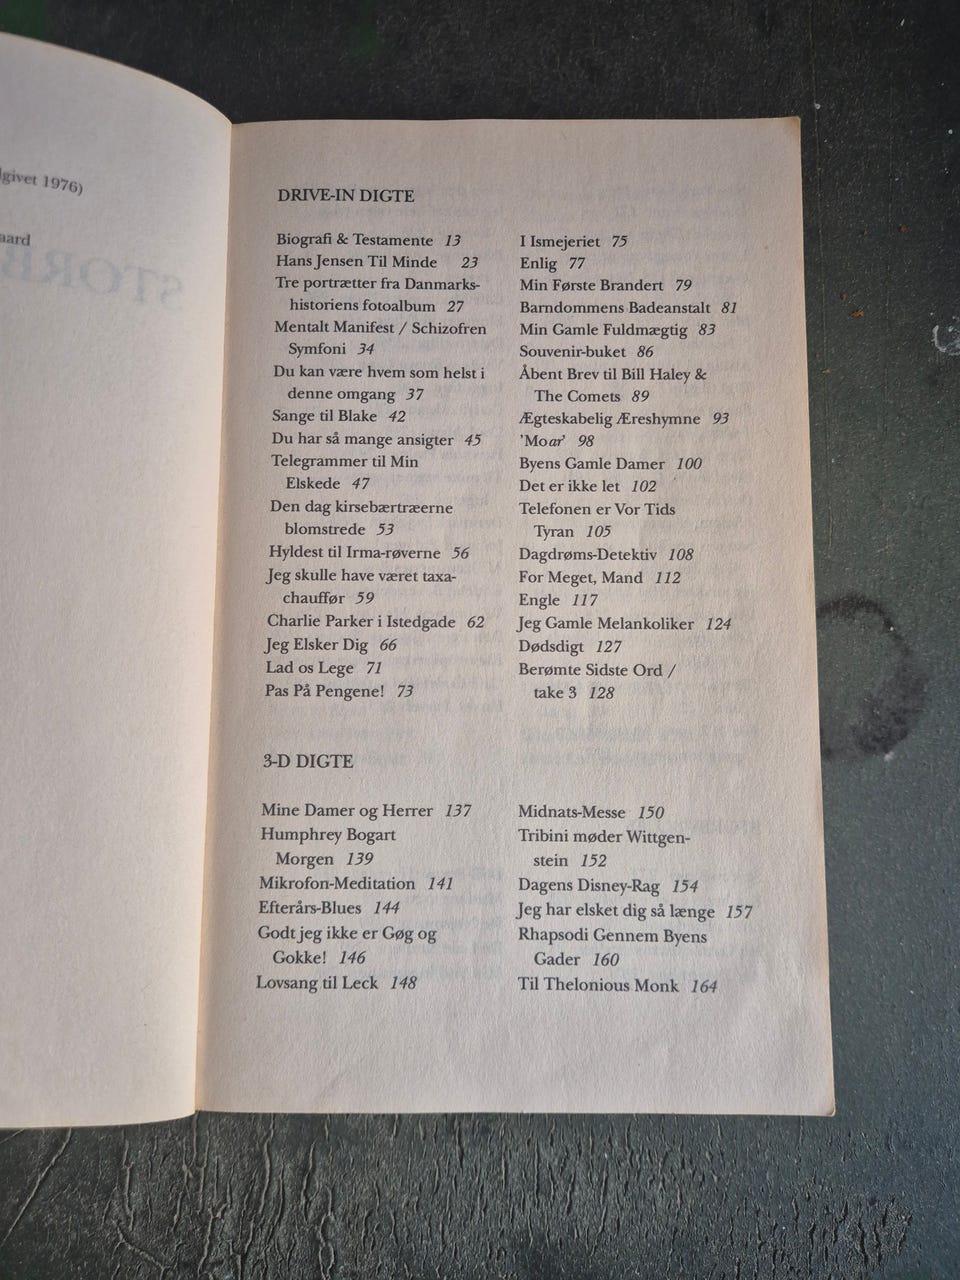 1976)
DRIVE-IN DIGTE
Biografi & Testamente 13
Hans Jensen Til Minde 23
Tre portrætter fra Danmarks-
historiens fotoalbum 27
Mentalt Manifest / Schizofren
Symfoni 34
Du kan være hvem som helst i
denne omgang 37
Sange til Blake 42
Du har så mange ansigter 45
Telegrammer til Min
Elskede 47
Den dag kirsebærtræerne
blomstrede 53
Hyldest til Irma-røverne 56
Jeg skulle have været taxa-
chauffør 59
Charlie Parker i Istedgade 62
Jeg Elsker Dig 66
Lad os Lege 71
Pas På Pengene! 73
I Ismejeriet 75
Enlig 77
Min Første Brandert 79
Barndommens Badeanstalt 81
Min Gamle Fuldmægtig 83
Souvenir-buket 86
Åbent Brev til Bill Haley &
The Comets 89
Ægteskabelig Æreshymne 93
'Moar' 98
Byens Gamle Damer 100
Det er ikke let 102
Telefonen er Vor Tids
Tyran 105
Dagdrøms-Detektiv 108
For Meget, Mand 112
Engle 117
Jeg Gamle Melankoliker 124
Dødsdigt 127
Berømte Sidste Ord /
take 3 128
3-D DIGTE
Mine Damer og Herrer 137
Humphrey Bogart
Morgen 139
Mikrofon-Meditation 141
Efterårs-Blues 144
Godt jeg ikke er Gøg og
Gokke! 146
Lovsang til Leck 148
Midnats-Messe 150
Tribini møder Wittgen-
stein 152
Dagens Disney-Rag 154
Jeg har elsket dig så længe 157
Rhapsodi Gennem Byens
Gader 160
Til Thelonious Monk 164